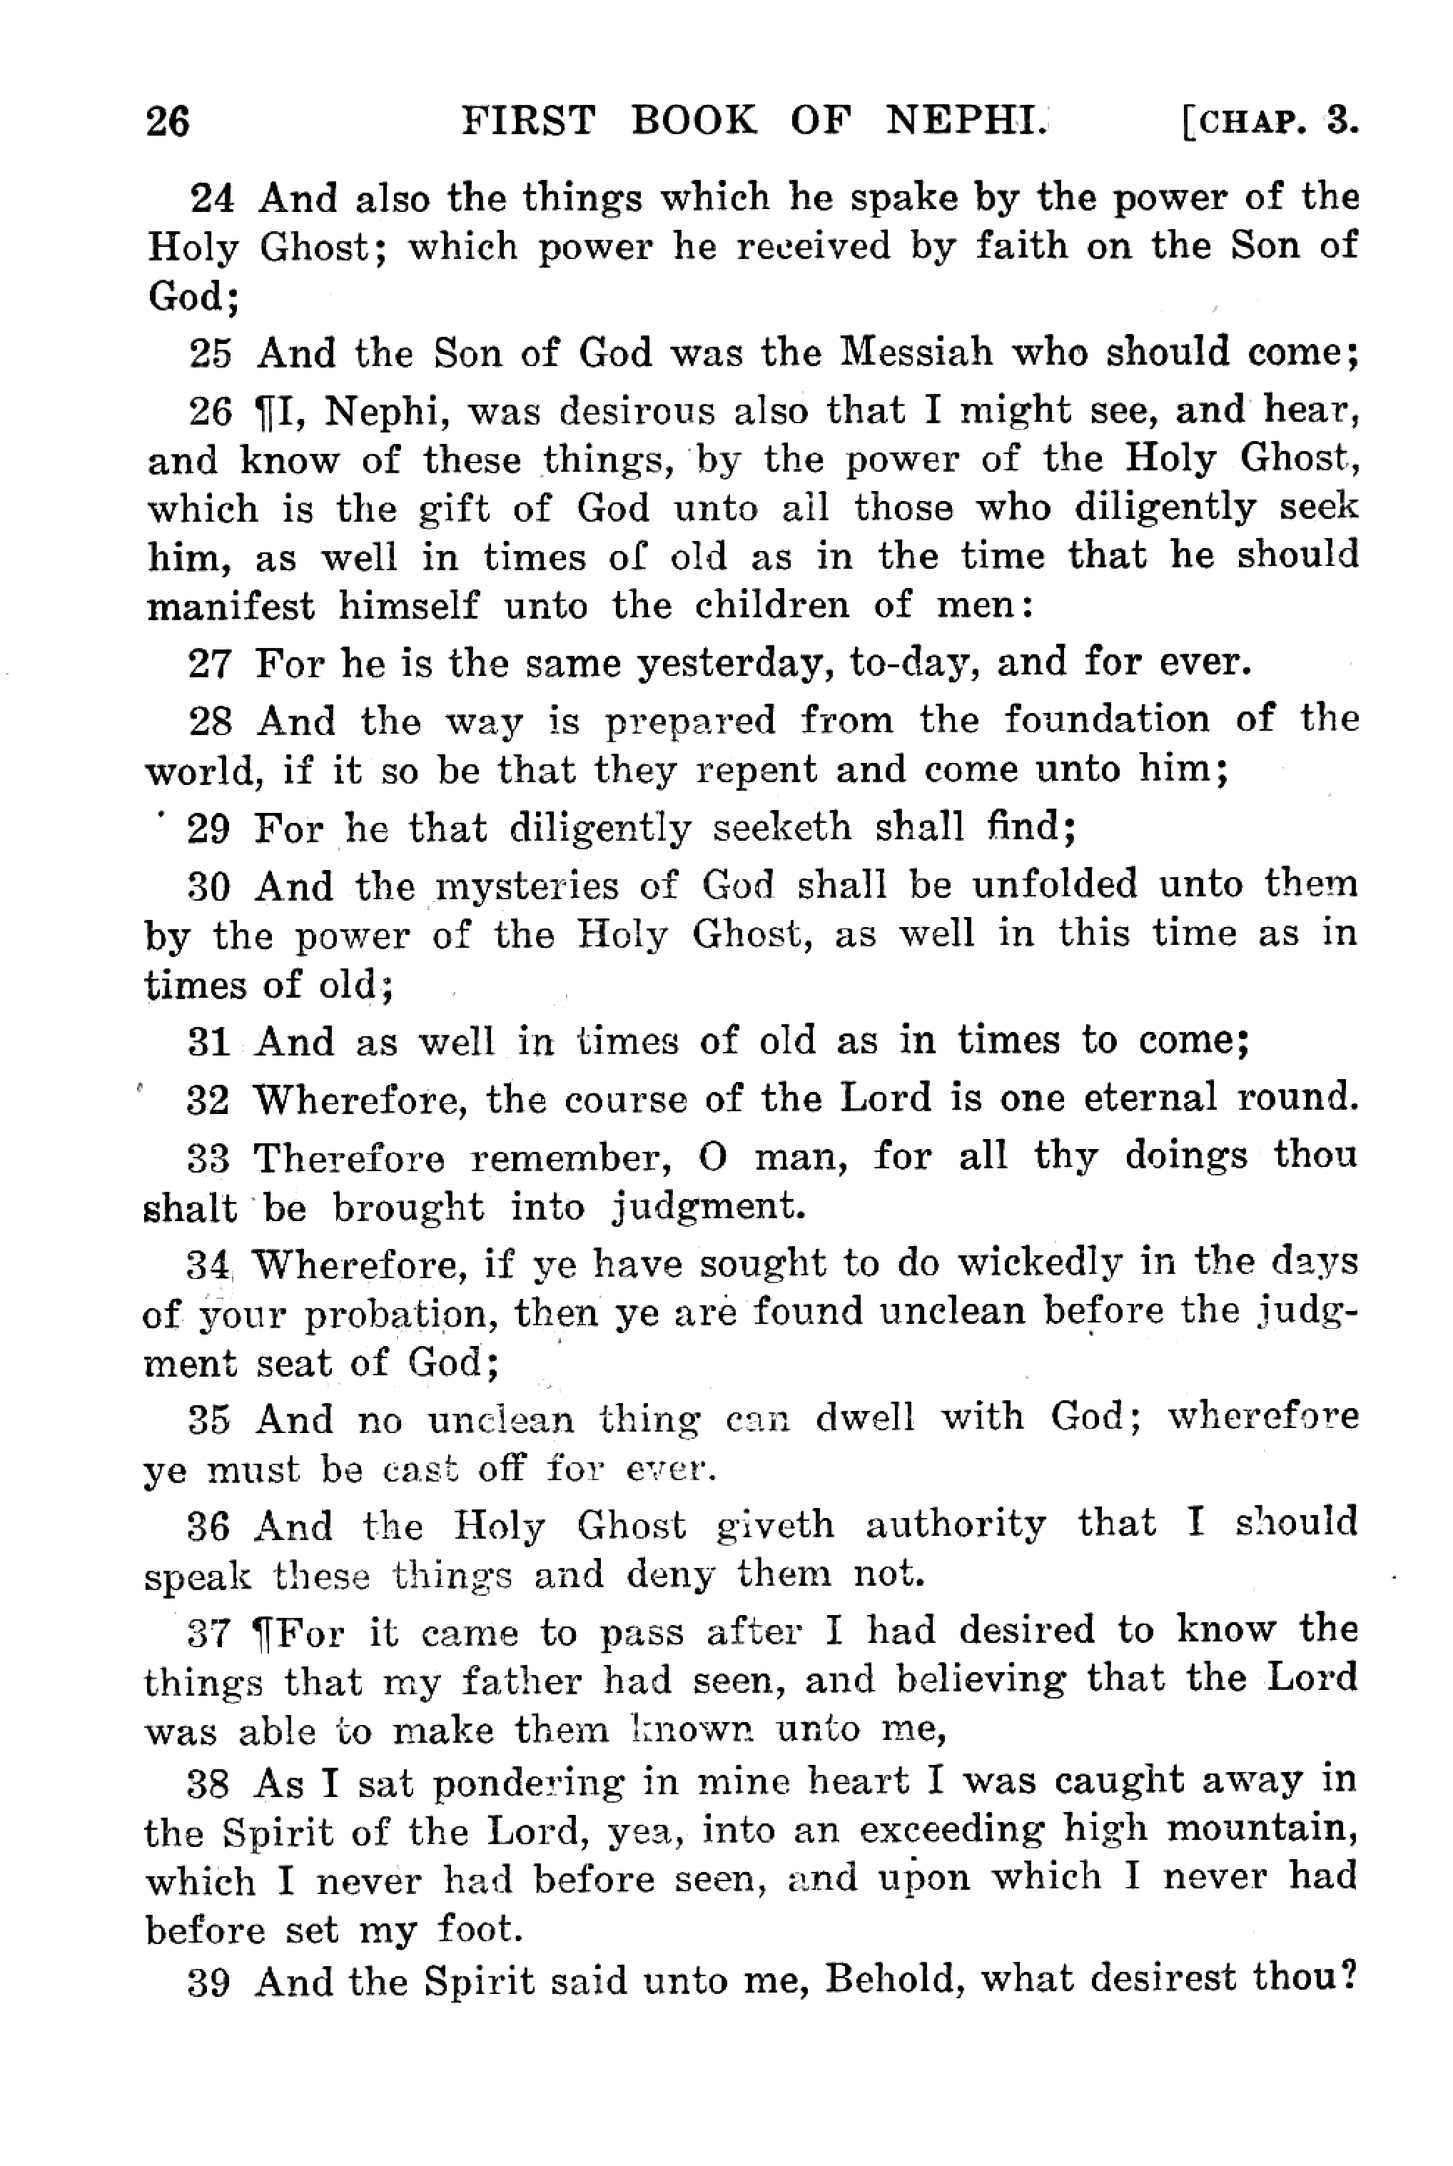 26 FIRST BOOK OF NEPHI. [CHAP. 3.
24 And also the things which he spake by the power of the
Holy Ghost; which power he received by faith on the Son of
God;
25 And the Son of God was the Messiah who should come;
26 ¶I, Nephi, was desirous also that I might see, and hear,
and know of these things, by the power of the Holy Ghost,
which is the gift of God unto all those who diligently seek
him, as well in times of old as in the time that he should
manifest himself unto the children of men:
27 For he is the same yesterday, to-day, and for ever.
28 And the way is prepared from the foundation of the
world, if it so be that they repent and come unto him;
29 For he that diligently seeketh shall find;
30 And the mysteries of God shall be unfolded unto them
by the power of the Holy Ghost, as well in this time as in
times of old;
31 And as well in times of old as in times to come;
32 Wherefore, the course of the Lord is one eternal round.
33 Therefore remember, O man, for all thy doings thou
shalt be brought into judgment.
34 Wherefore, if ye have sought to do wickedly in the days
of your probation, then ye are found unclean before the judg-
ment seat of God;
35 And no unclean thing can dwell with God; wherefore
ye must be cast off for ever.
36 And the Holy Ghost giveth authority that I should
speak these things and deny them not.
37 ¶For it came to pass after I had desired to know the
things that my father had seen, and believing that the Lord
was able to make them known unto me,
38 As I sat pondering in mine heart I was caught away in
the Spirit of the Lord, yea, into an exceeding high mountain,
which I never had before seen, and upon which I never had
before set my foot.
39 And the Spirit said unto me, Behold, what desirest thou?